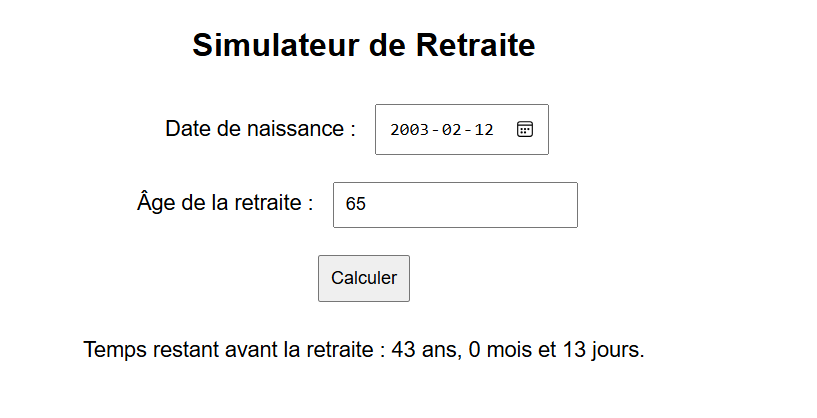 Simulateur de Retraite
Date de naissance : 2003-02-12
Âge de la retraite : 65
Calculer
Temps restant avant la retraite : 43 ans, 0 mois et 13 jours.